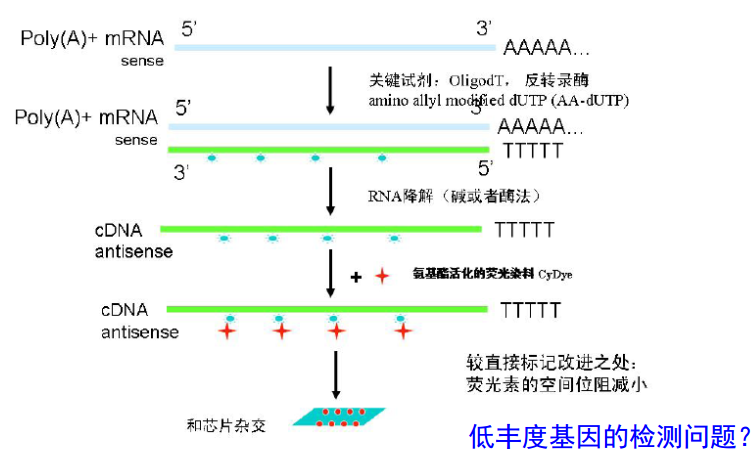 5' 3'
Poly(A)+ mRNA AAAAA...
sense
关键试剂：OligodT， 反转录酶
amino allyl modified dUTP (AA-dUTP)
5' 3'
Poly(A)+ mRNA AAAAA...
sense
TTTTT
3' 5'
RNA降解（碱或者酶法）
cDNA TTTTT
antisense
+ 氨基酯活化的荧光染料 CyDye
cDNA TTTTT
antisense
较直接标记改进之处：
荧光素的空间位阻减小
和芯片杂交
低丰度基因的检测问题？